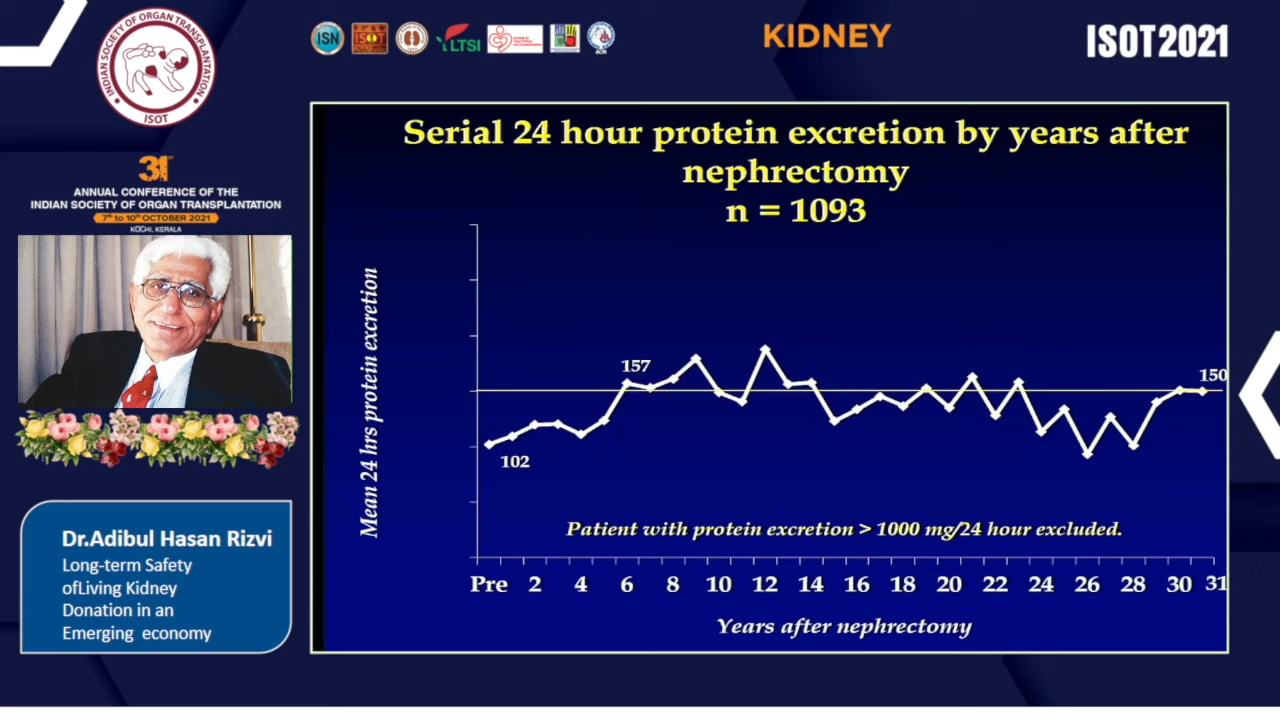 INDIAN SOCIETY OF ORGAN TRANSPLANTATION
ISOT
ISN
ISOT
LTSI
KIDNEY
ISOT2021
31st
ANNUAL CONFERENCE OF THE
INDIAN SOCIETY OF ORGAN TRANSPLANTATION
7th to 10th OCTOBER 2021
KOCHI, KERALA
Dr.Adibul Hasan Rizvi
Long-term Safety
ofLiving Kidney
Donation in an
Emerging economy
Serial 24 hour protein excretion by years after
nephrectomy
n = 1093
Mean 24 hrs protein excretion
157
150
102
Patient with protein excretion > 1000 mg/24 hour excluded.
Pre 2 4 6 8 10 12 14 16 18 20 22 24 26 28 30 31
Years after nephrectomy